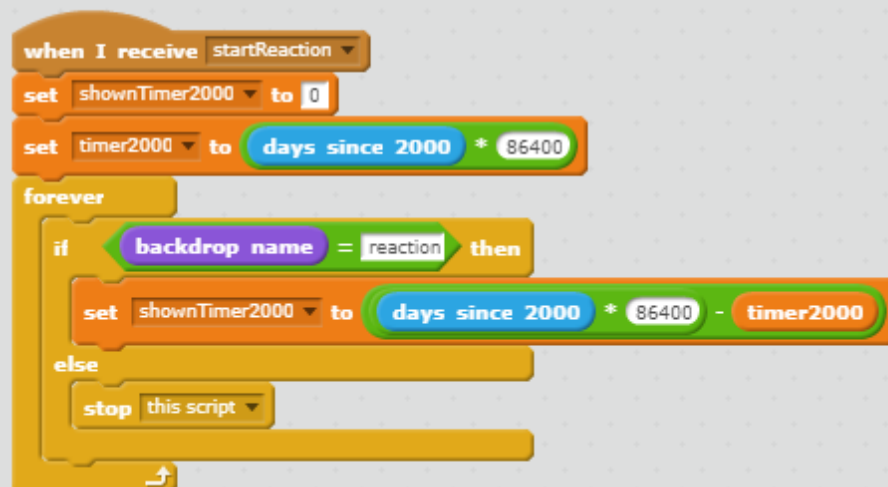 when I receive startReaction
set shownTimer2000 to 0
set timer2000 to days since 2000 * 86400
forever
if backdrop name = reaction then
set shownTimer2000 to days since 2000 * 86400 - timer2000
else
stop this script